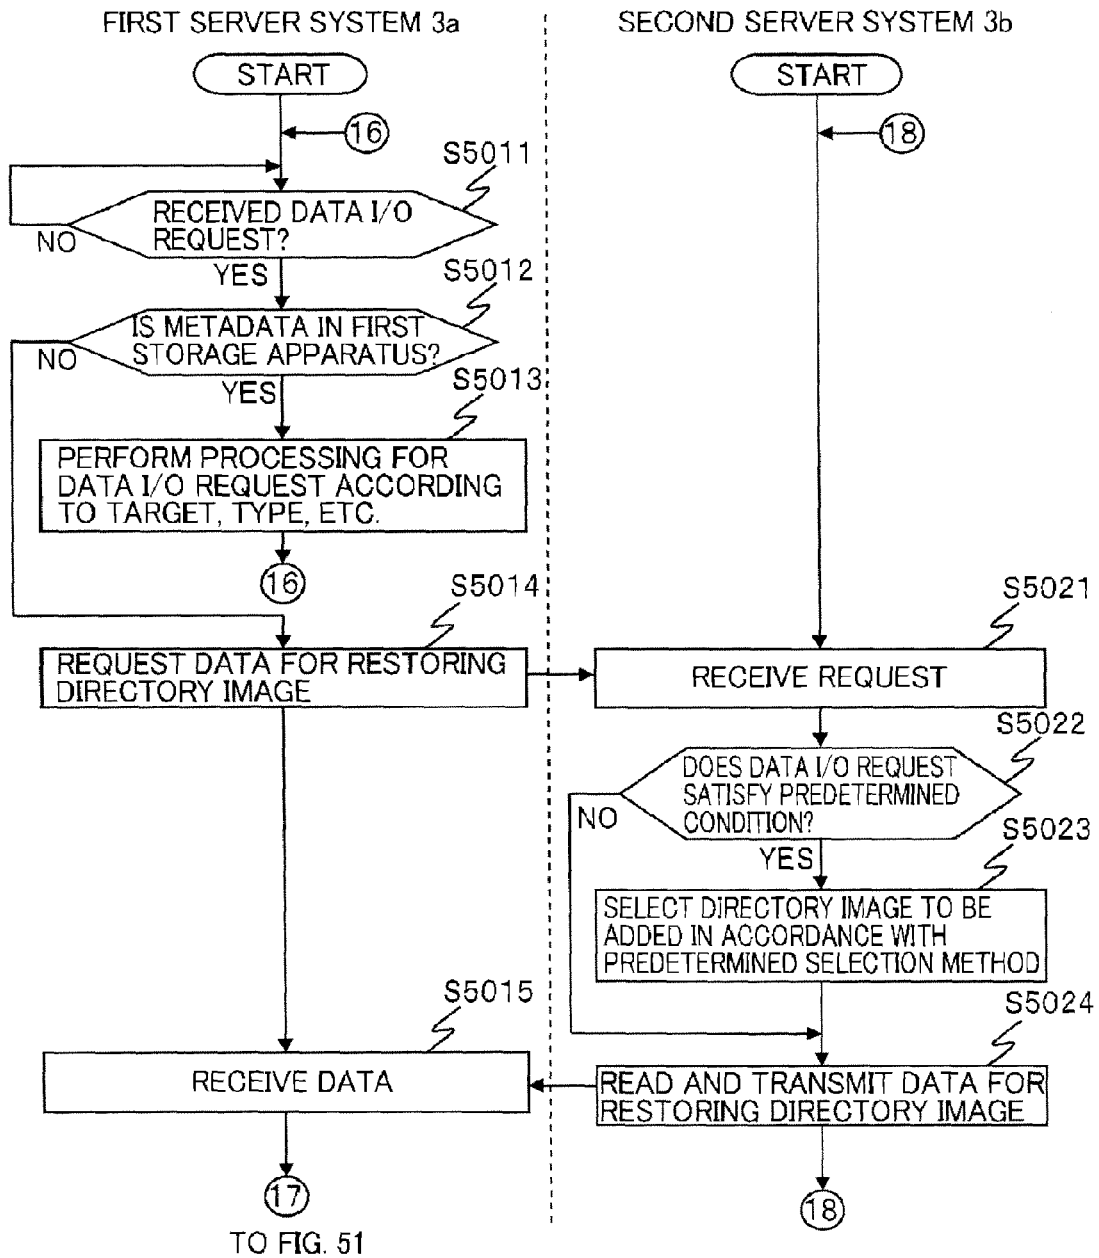 FIRST SERVER SYSTEM 3a
SECOND SERVER SYSTEM 3b
START
START
16
18
S5011
RECEIVED DATA I/O
REQUEST?
NO
YES
S5012
IS METADATA IN FIRST
STORAGE APPARATUS?
NO
YES
S5013
PERFORM PROCESSING FOR
DATA I/O REQUEST ACCORDING
TO TARGET, TYPE, ETC.
16
S5014
S5021
REQUEST DATA FOR RESTORING
DIRECTORY IMAGE
RECEIVE REQUEST
S5022
DOES DATA I/O REQUEST
SATISFY PREDETERMINED
CONDITION?
NO
YES
S5023
SELECT DIRECTORY IMAGE TO BE
ADDED IN ACCORDANCE WITH
PREDETERMINED SELECTION METHOD
S5015
S5024
RECEIVE DATA
READ AND TRANSMIT DATA FOR
RESTORING DIRECTORY IMAGE
17
18
TO FIG. 51